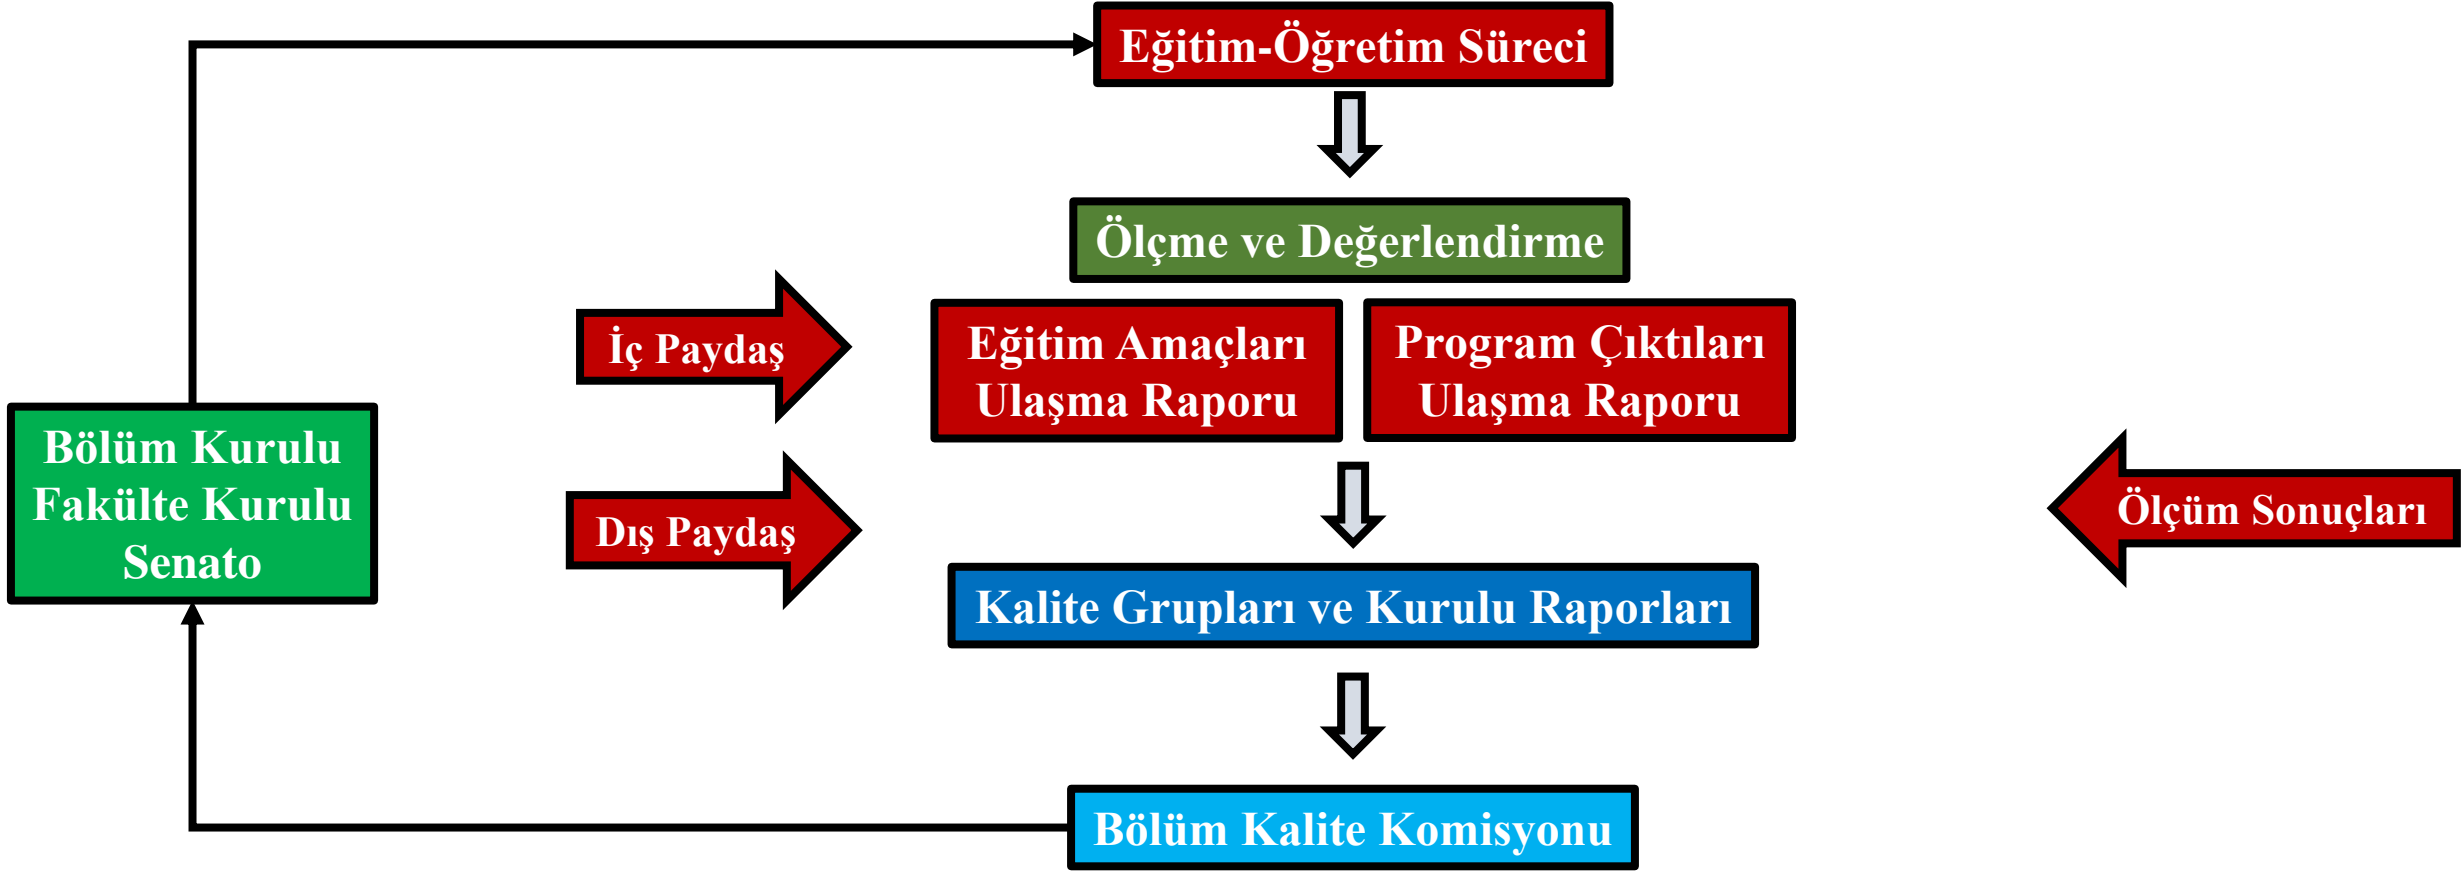 Eğitim-Öğretim Süreci
Ölçme ve Değerlendirme
İç Paydaş
Eğitim Amaçları
Ulaşma Raporu
Program Çıktıları
Ulaşma Raporu
Bölüm Kurulu
Fakülte Kurulu
Senato
Dış Paydaş
Ölçüm Sonuçları
Kalite Grupları ve Kurulu Raporları
Bölüm Kalite Komisyonu